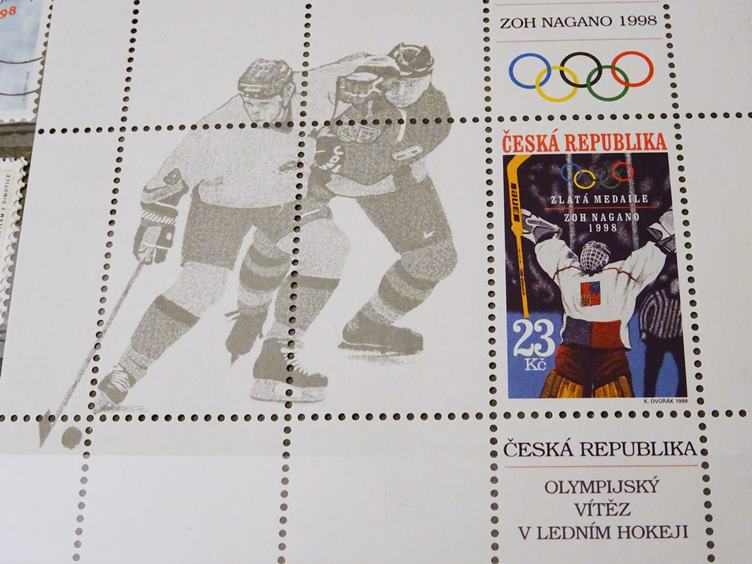 98
ZOH NAGANO 1998
ČESKÁ REPUBLIKA
ZLATÁ MEDAILE
ZOH NAGANO
1998
23
Kč
K. DVOŘÁK 1998
ČESKÁ REPUBLIKA
OLYMPIJSKÝ
VÍTĚZ
V LEDNÍM HOKEJI